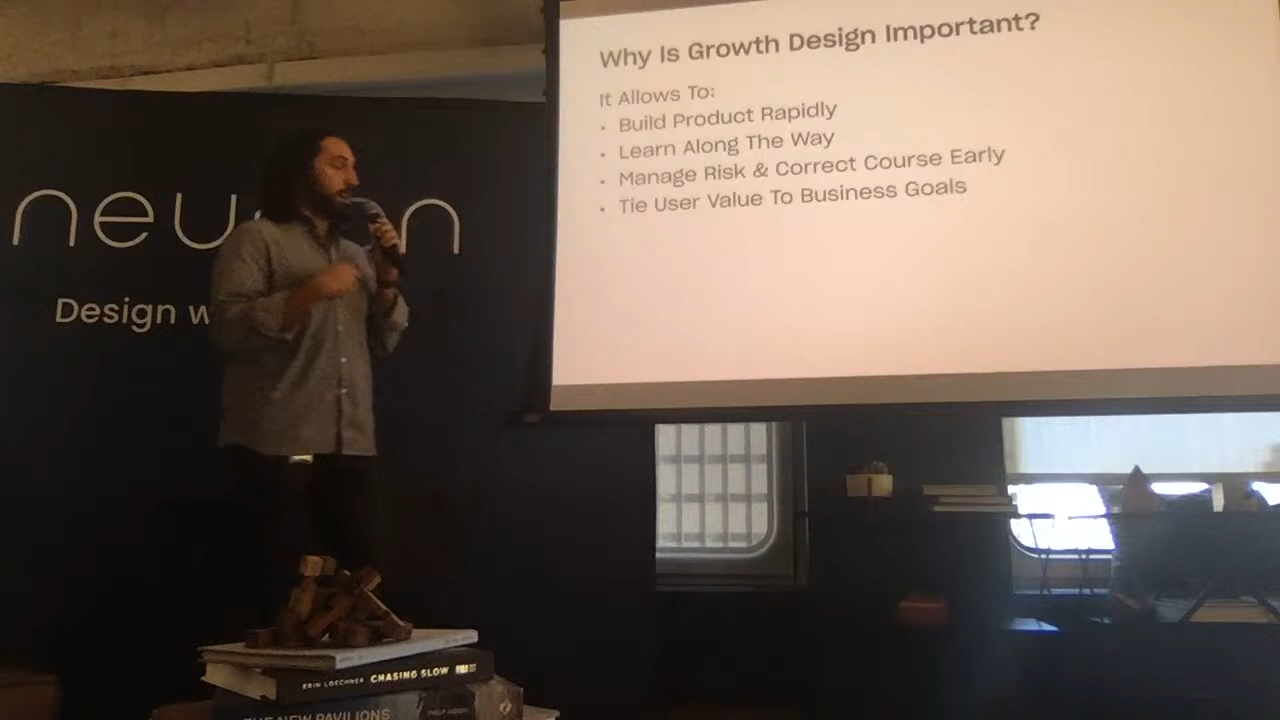 Why Is Growth Design Important?
It Allows To:
• Build Product Rapidly
• Learn Along The Way
• Manage Risk & Correct Course Early
• Tie User Value To Business Goals
neu n
Design w
ERIN LOECHNER CHASING SLOW
THE NEW PAVILIONS